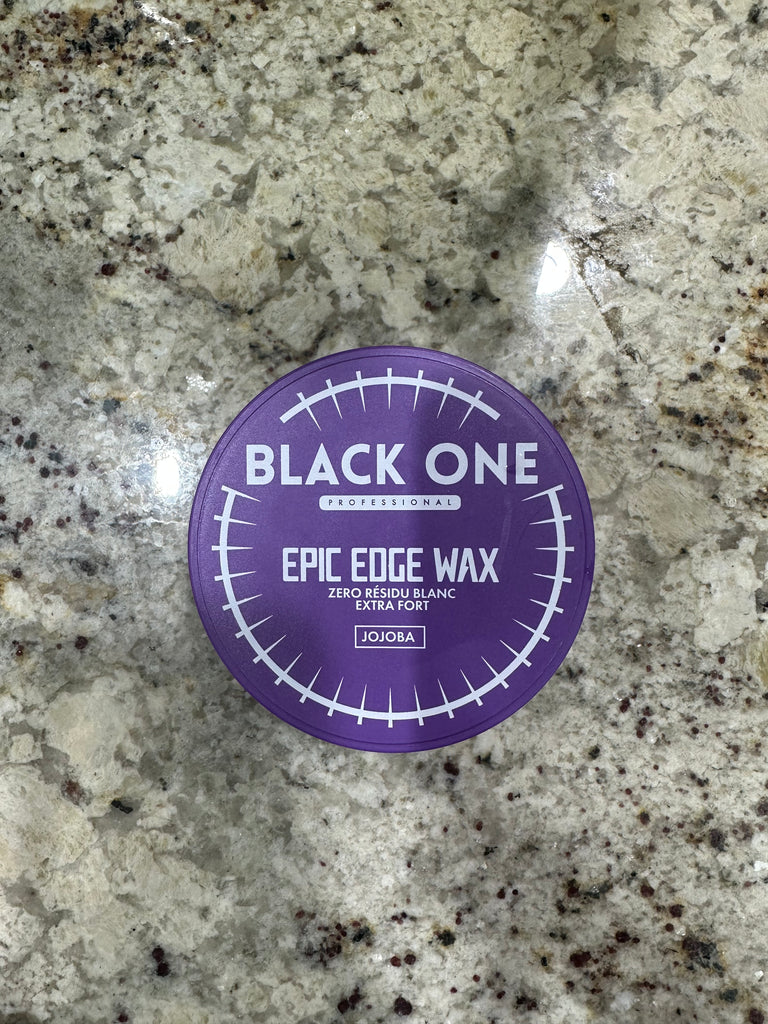 BLACK ONE
PROFESSIONAL
EPIC EDGE WAX
ZERO RÉSIDU BLANC
EXTRA FORT
JOJOBA